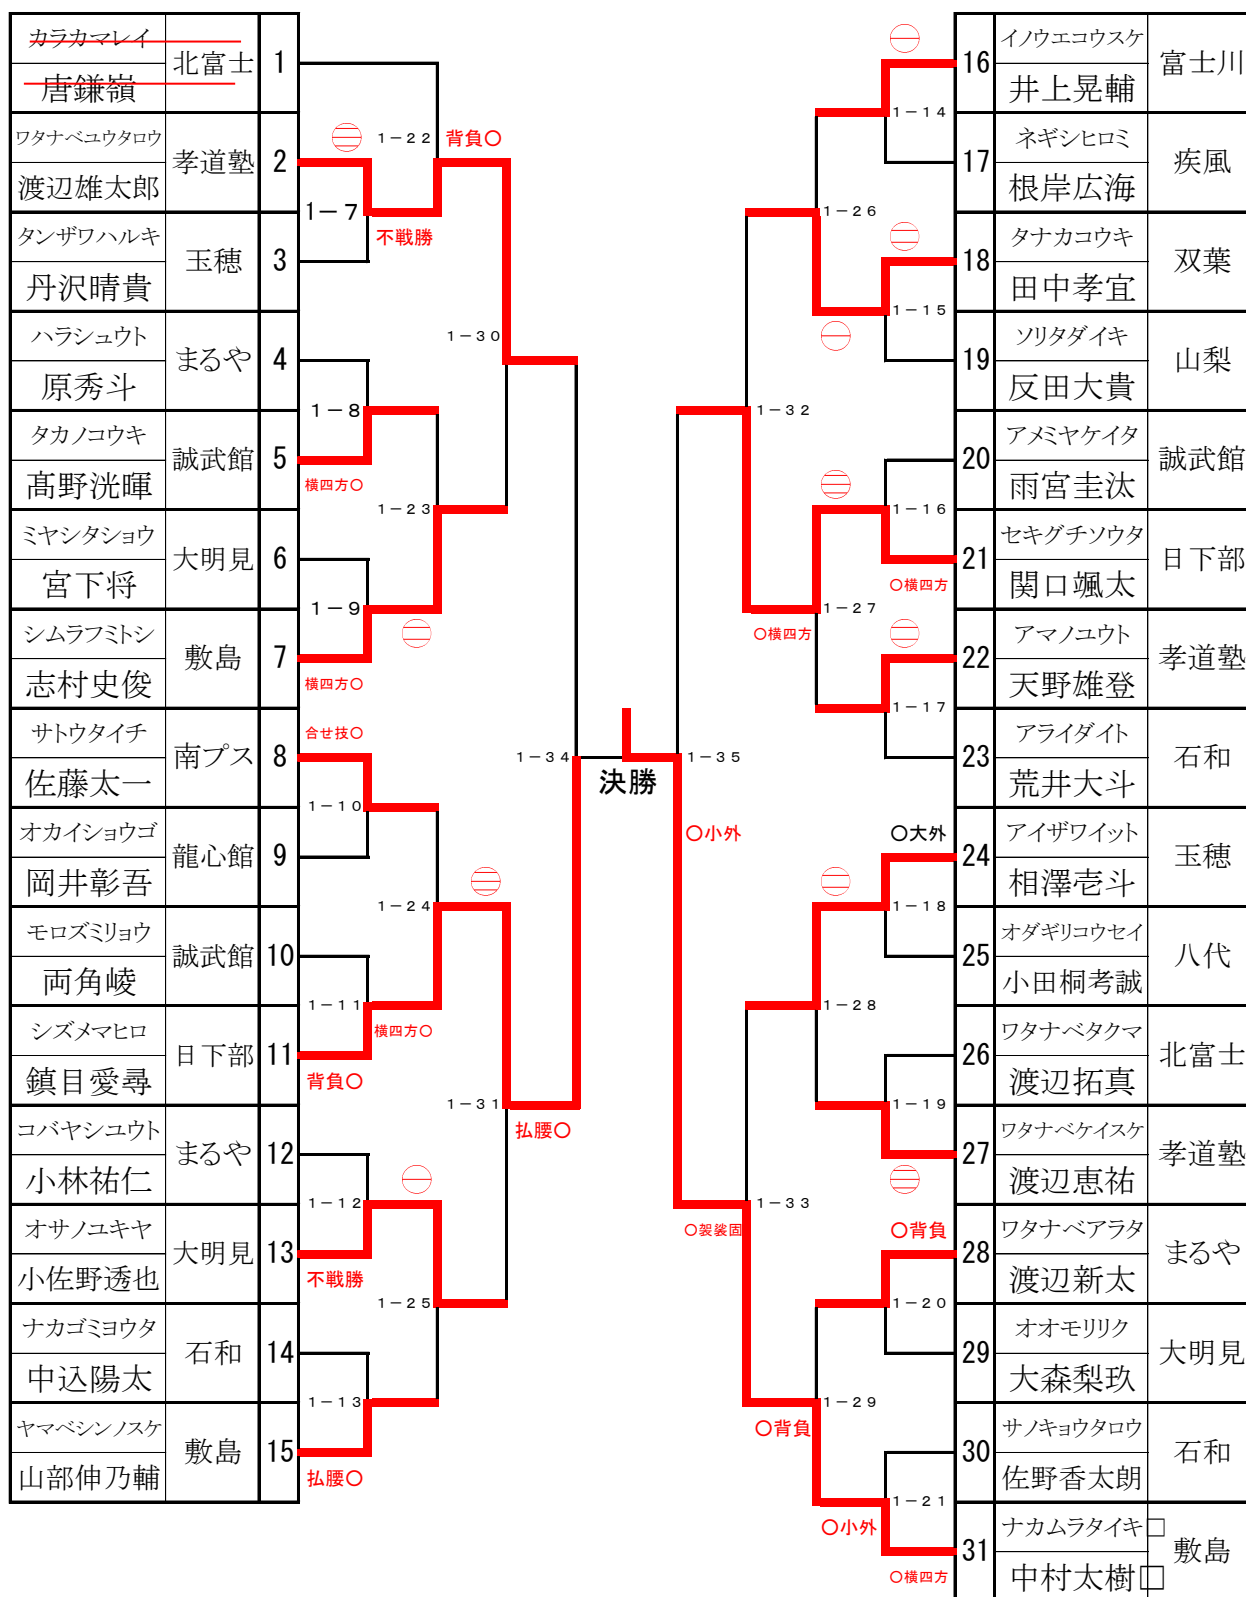 カラカマレイ
唐鎌嶺
北富士
1
ワタナベユウタロウ
渡辺雄太郎
孝道塾
2
タンザワハルキ
丹沢晴貴
玉穂
3
ハラシュウト
原秀斗
まるや
4
タカノコウキ
髙野洸暉
誠武館
5
ミヤシタショウ
宮下将
大明見
6
シムラフミトシ
志村史俊
敷島
7
サトウタイチ
佐藤太一
南プス
8
オカイショウゴ
岡井彰吾
龍心館
9
モロズミリョウ
両角崚
誠武館
10
シズメマヒロ
鎮目愛尋
日下部
11
コバヤシユウト
小林祐仁
まるや
12
オサノユキヤ
小佐野透也
大明見
13
ナカゴミヨウタ
中込陽太
石和
14
ヤマベシンノスケ
山部伸乃輔
敷島
15
1-22
背負○
1-7
不戦勝
1-30
1-8
横四方○
1-23
1-9
横四方○
合せ技○
1-34
1-10
1-24
1-11
横四方○
背負○
1-31
払腰○
1-12
不戦勝
1-25
1-13
払腰○
決勝
16
イノウエコウスケ
井上晃輔
富士川
17
ネギシヒロミ
根岸広海
疾風
18
タナカコウキ
田中孝宜
双葉
19
ソリタダイキ
反田大貴
山梨
20
アメミヤケイタ
雨宮圭汰
誠武館
21
セキグチソウタ
関口颯太
日下部
22
アマノユウト
天野雄登
孝道塾
23
アライダイト
荒井大斗
石和
24
アイザワイット
相澤壱斗
玉穂
25
オダギリコウセイ
小田桐考誠
八代
26
ワタナベタクマ
渡辺拓真
北富士
27
ワタナベケイスケ
渡辺恵祐
孝道塾
28
ワタナベアラタ
渡辺新太
まるや
29
オオモリリク
大森梨玖
大明見
30
サノキョウタロウ
佐野香太朗
石和
31
ナカムラタイキ□
中村太樹□
敷島
1-14
1-26
1-15
1-32
1-16
○横四方
1-27
○横四方
1-17
1-35
○小外
○大外
1-18
1-28
1-19
1-33
○袈裟固
○背負
1-20
1-29
○背負
1-21
○小外
○横四方